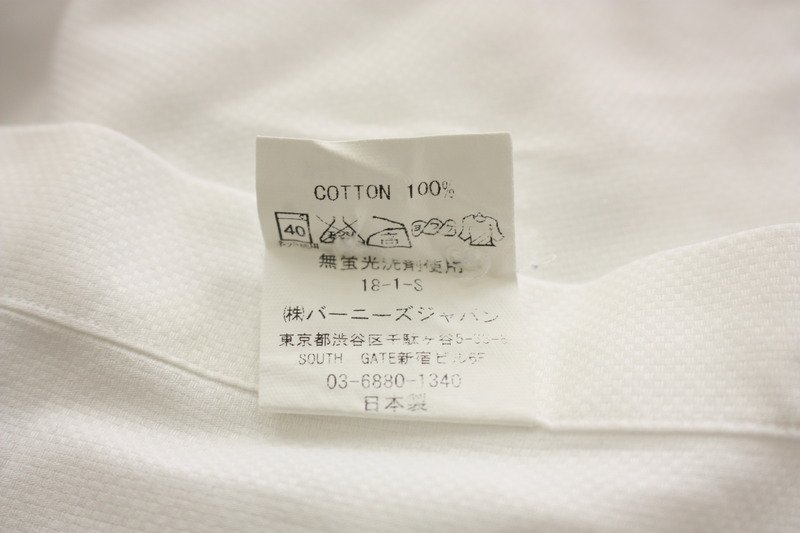 COTTON 100%
40
高
無蛍光洗剤使用
18-1-S
㈱バーニーズジャパン
東京都渋谷区千駄ヶ谷
SOUTH GATE新宿ビル6F
03-6880-1340
日本製